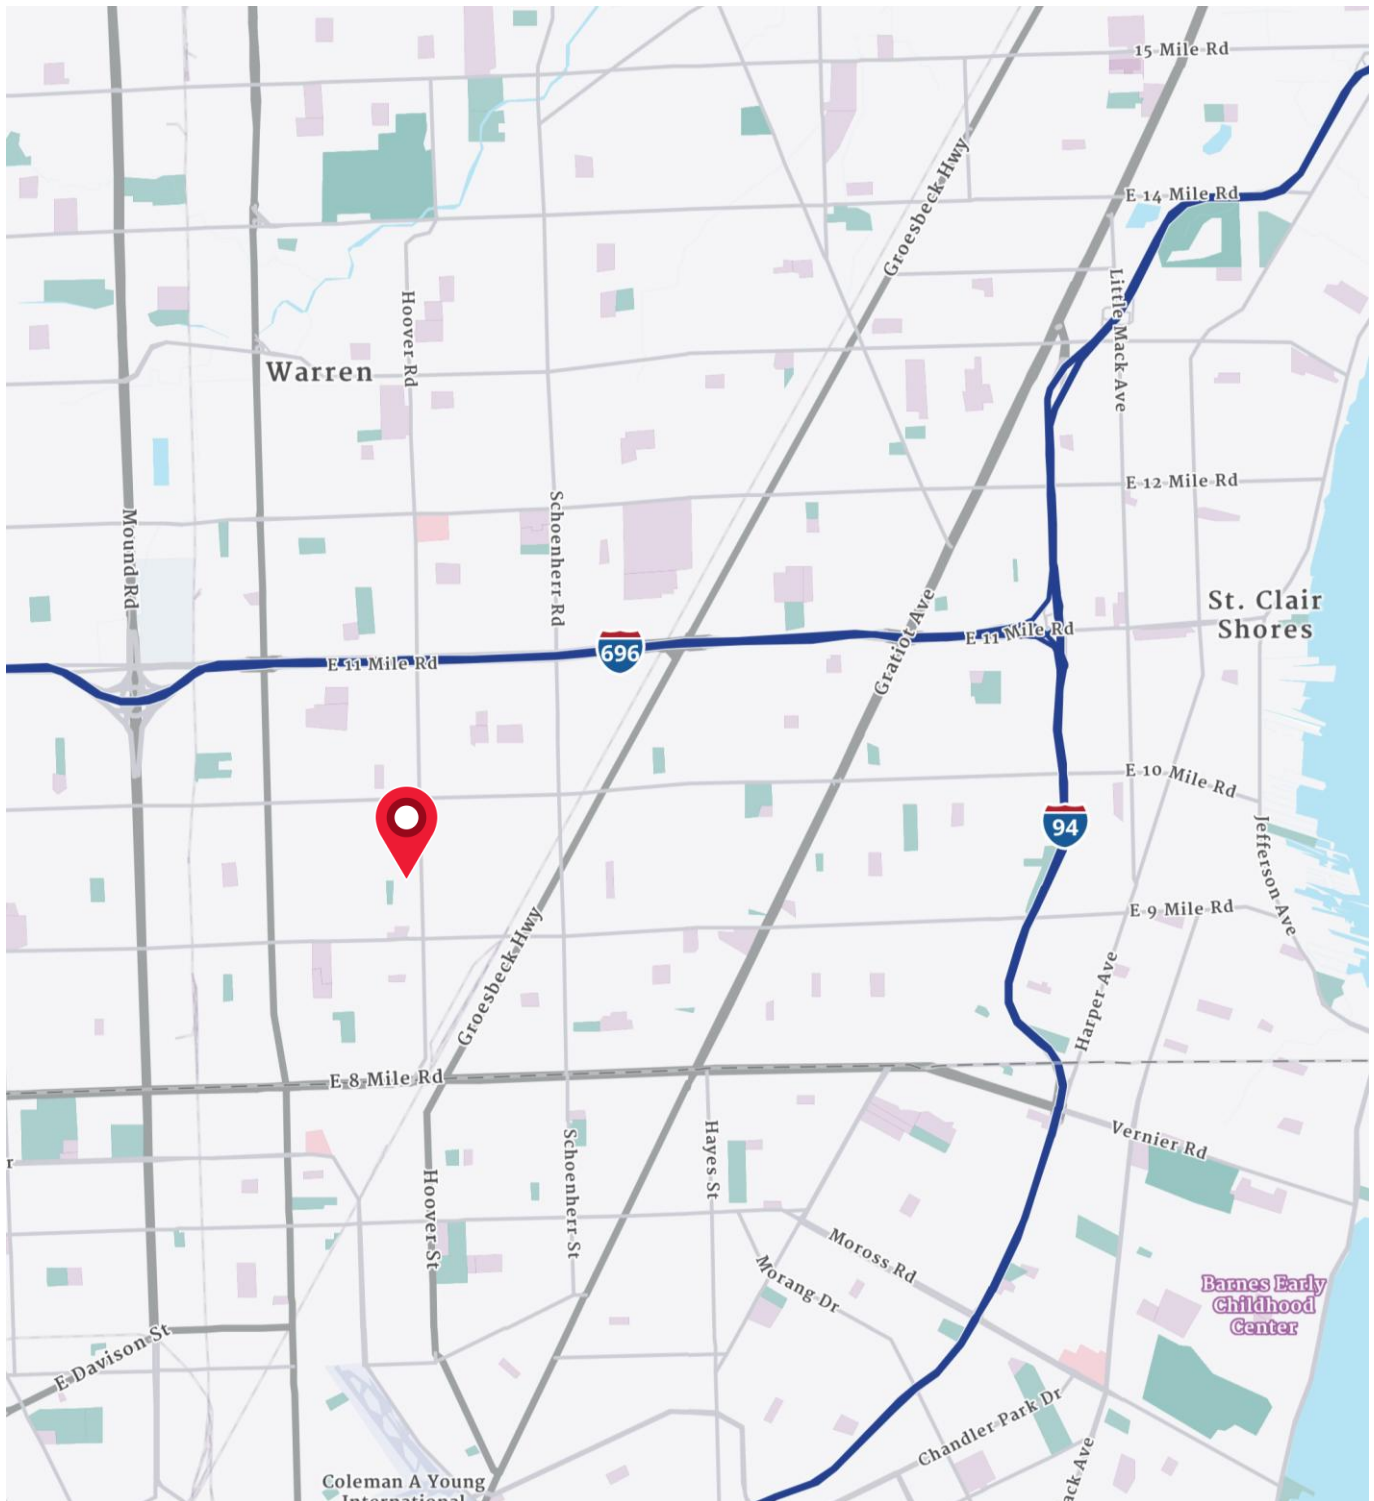 15 Mile Rd
Groesbeck Hwy
E 14 Mile Rd
Little Mack Ave
Hoover Rd
Warren
E 12 Mile Rd
Mound Rd
Schoenherr Rd
St. Clair
Shores
Gratiot Ave
E 11 Mile Rd
696
E 11 Mile Rd
E 10 Mile Rd
94
Jefferson Ave
E 9 Mile Rd
Groesbeck Hwy
Harper Ave
E 8 Mile Rd
Vernier Rd
Hayes St
Schoenherr St
Hoover St
Moross Rd
Morang Dr
Barnes Early
Childhood
Center
E Davison St
Chandler Park Dr
ack Ave
Coleman A Young
International